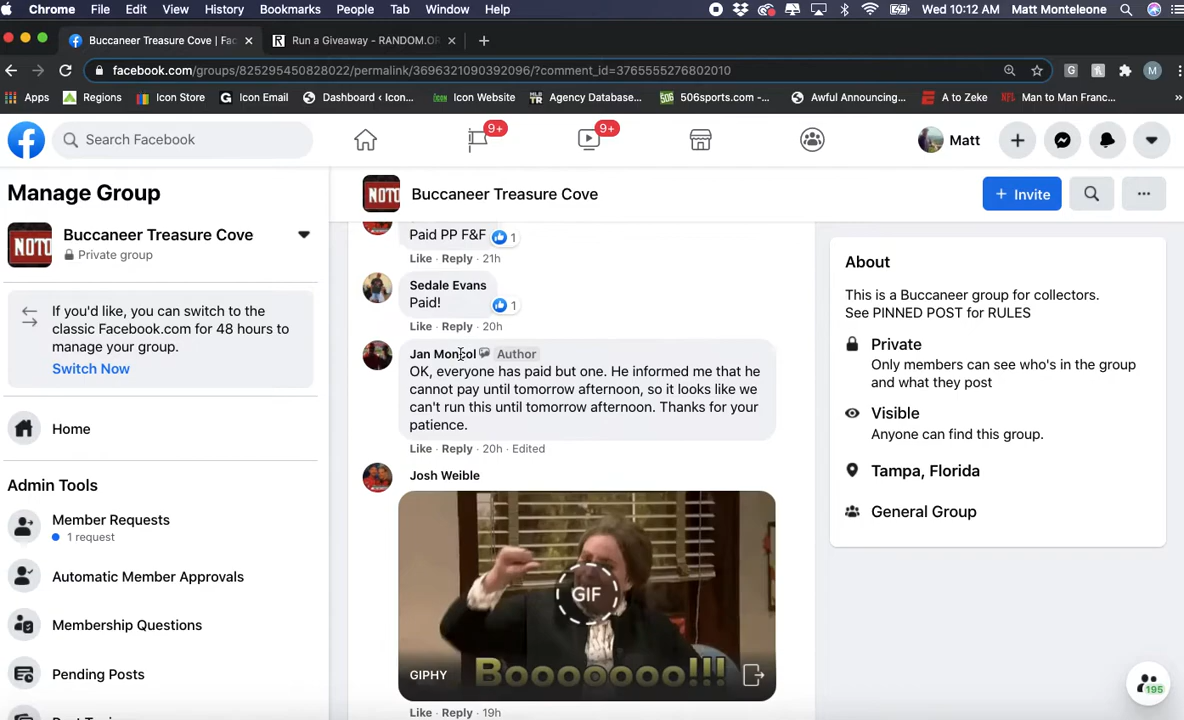 Chrome File Edit View History Bookmarks People Tab Window Help Wed 10:12 AM Matt Monteleone
Buccaneer Treasure Cove | Fac Run a Giveaway - RANDOM.OR
facebook.com/groups/825295450828022/permalink/3696321090392096/?comment_id=3765555276802010
Apps Regions Icon Store Icon Email Dashboard ‹ Icon... Icon Website Agency Database... 506sports.com -... Awful Announcing... A to Zeke Man to Man Franc... »
Search Facebook 9+ 9+ Matt
Manage Group
NOTO Buccaneer Treasure Cove
Private group
If you'd like, you can switch to the
classic Facebook.com for 48 hours to
manage your group.
Switch Now
Home
Admin Tools
Member Requests
1 request
Automatic Member Approvals
Membership Questions
Pending Posts
NOTO Buccaneer Treasure Cove + Invite ...
Paid PP F&F 1
Like · Reply · 21h
Sedale Evans
Paid! 1
Like · Reply · 20h
Author
OK, everyone has paid but one. He informed me that he
cannot pay until tomorrow afternoon, so it looks like we
can't run this until tomorrow afternoon. Thanks for your
patience.
Like · Reply · 20h · Edited
Josh Weible
GIF
GIPHY Boooooooo!!!
Like · Reply · 19h
About
This is a Buccaneer group for collectors.
See PINNED POST for RULES
Private
Only members can see who's in the group
and what they post
Visible
Anyone can find this group.
Tampa, Florida
General Group
195